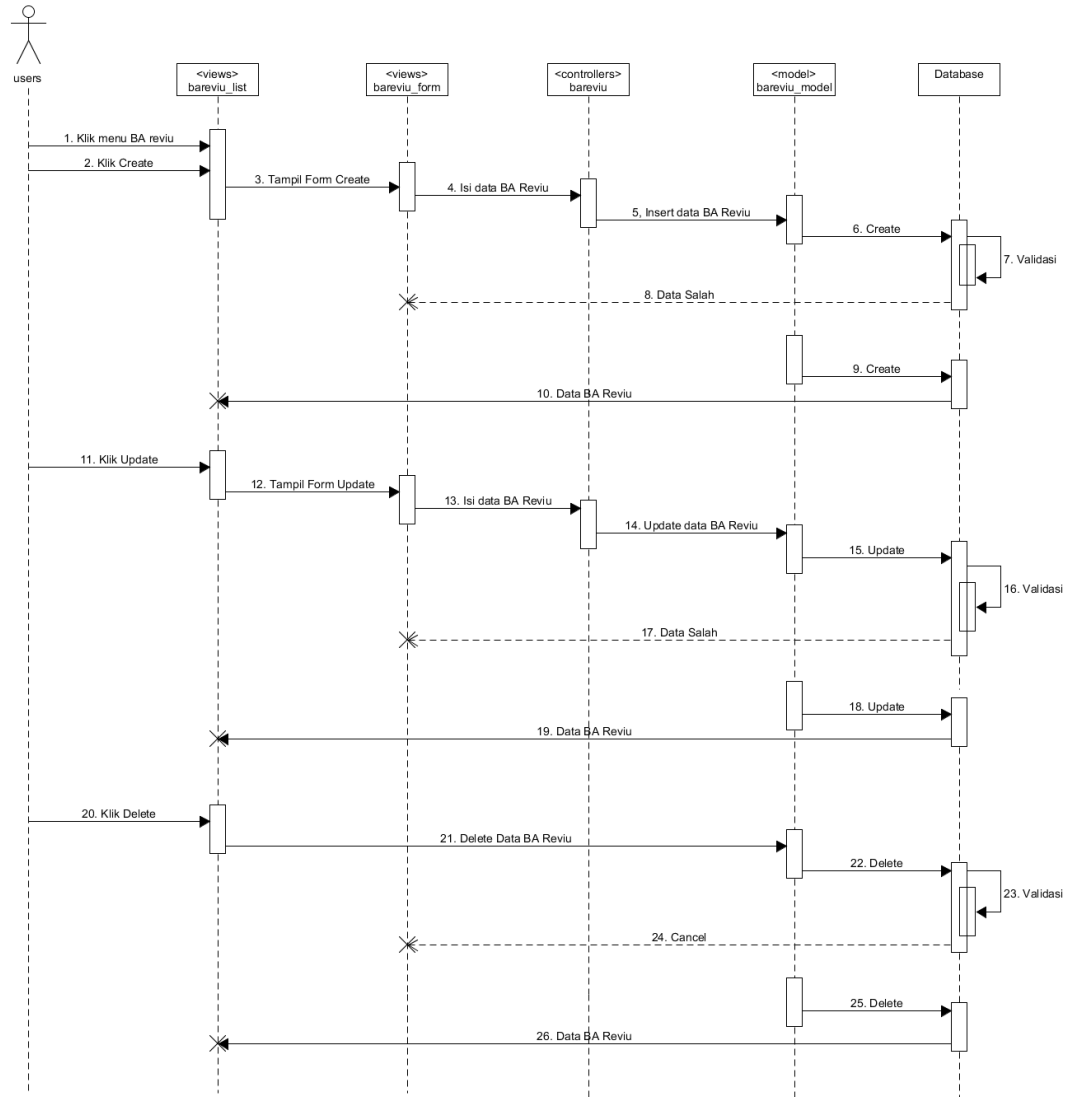 users
<views>
bareviu_list
<views>
bareviu_form
<controllers>
bareviu
<model>
bareviu_model
Database
1. Klik menu BA reviu
2. Klik Create
3. Tampil Form Create
4. Isi data BA Reviu
5, Insert data BA Reviu
6. Create
7. Validasi
8. Data Salah
9. Create
10. Data BA Reviu
11. Klik Update
12. Tampil Form Update
13. Isi data BA Reviu
14. Update data BA Reviu
15. Update
16. Validasi
17. Data Salah
18. Update
19. Data BA Reviu
20. Klik Delete
21. Delete Data BA Reviu
22. Delete
23. Validasi
24. Cancel
25. Delete
26. Data BA Reviu